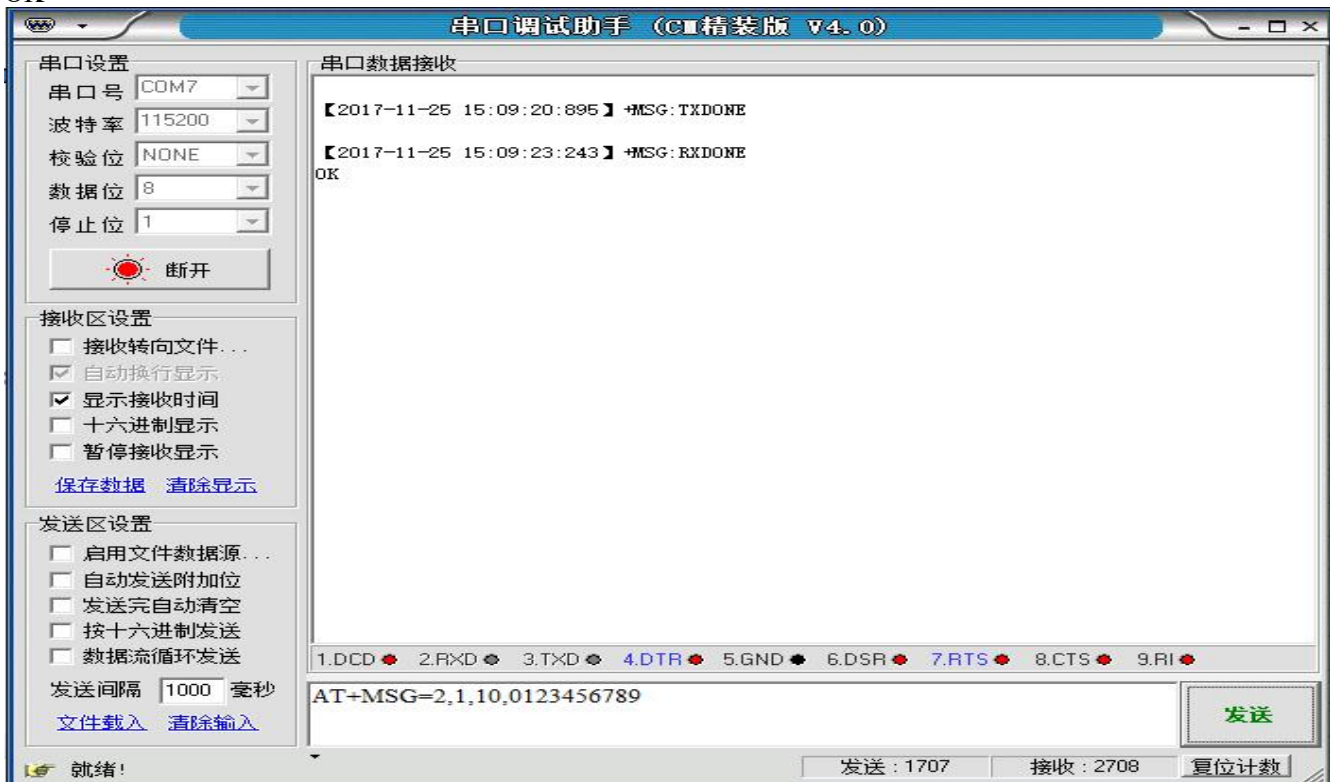 OK
串口调试助手 (CM精装版 V4.0)
串口设置
串口号 COM7
波特率 115200
校验位 NONE
数据位 8
停止位 1
断开
接收区设置
接收转向文件...
自动换行显示
显示接收时间
十六进制显示
暂停接收显示
保存数据 清除显示
发送区设置
启用文件数据源...
自动发送附加位
发送完自动清空
按十六进制发送
数据流循环发送
发送间隔 1000 毫秒
文件载入 清除输入
串口数据接收
【2017-11-25 15:09:20:895】+MSG:TXDONE
【2017-11-25 15:09:23:243】+MSG:RXDONE
OK
1.DCD 2.RXD 3.TXD 4.DTR 5.GND 6.DSR 7.RTS 8.CTS 9.RI
AT+MSG=2,1,10,0123456789
发送
就绪! 发送:1707 接收:2708 复位计数